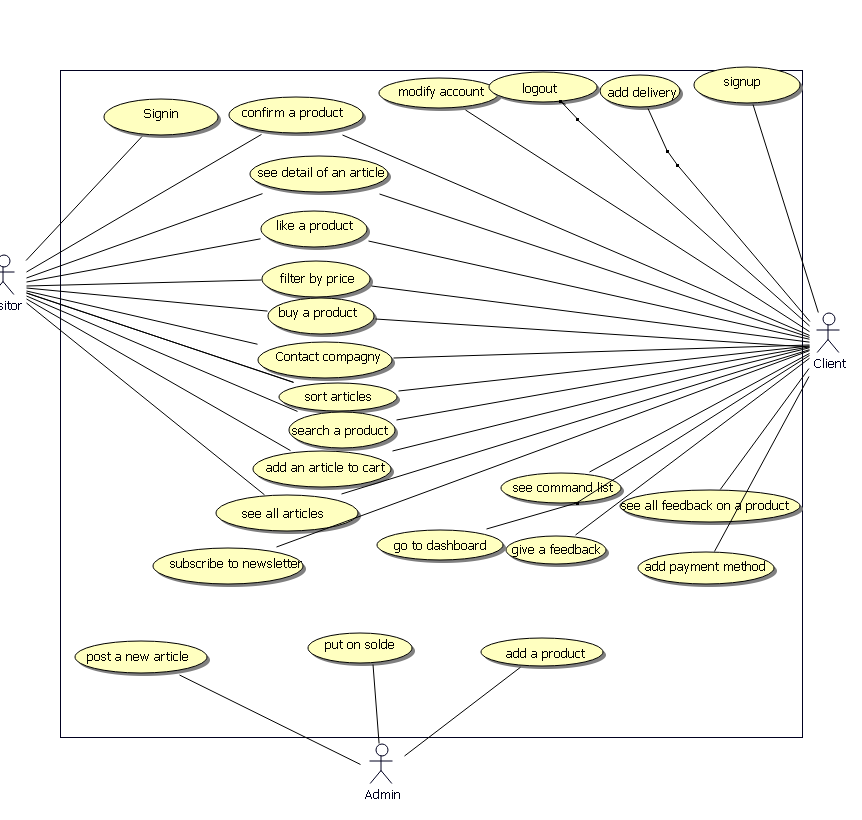 signup
modify account
logout
add delivery
Signin
confirm a product
see detail of an article
like a product
filter by price
sitor
buy a product
Contact compagny
Client
sort articles
search a product
add an article to cart
see command list
see all articles
see all feedback on a product
go to dashboard
give a feedback
subscribe to newsletter
add payment method
post a new article
put on solde
add a product
Admin